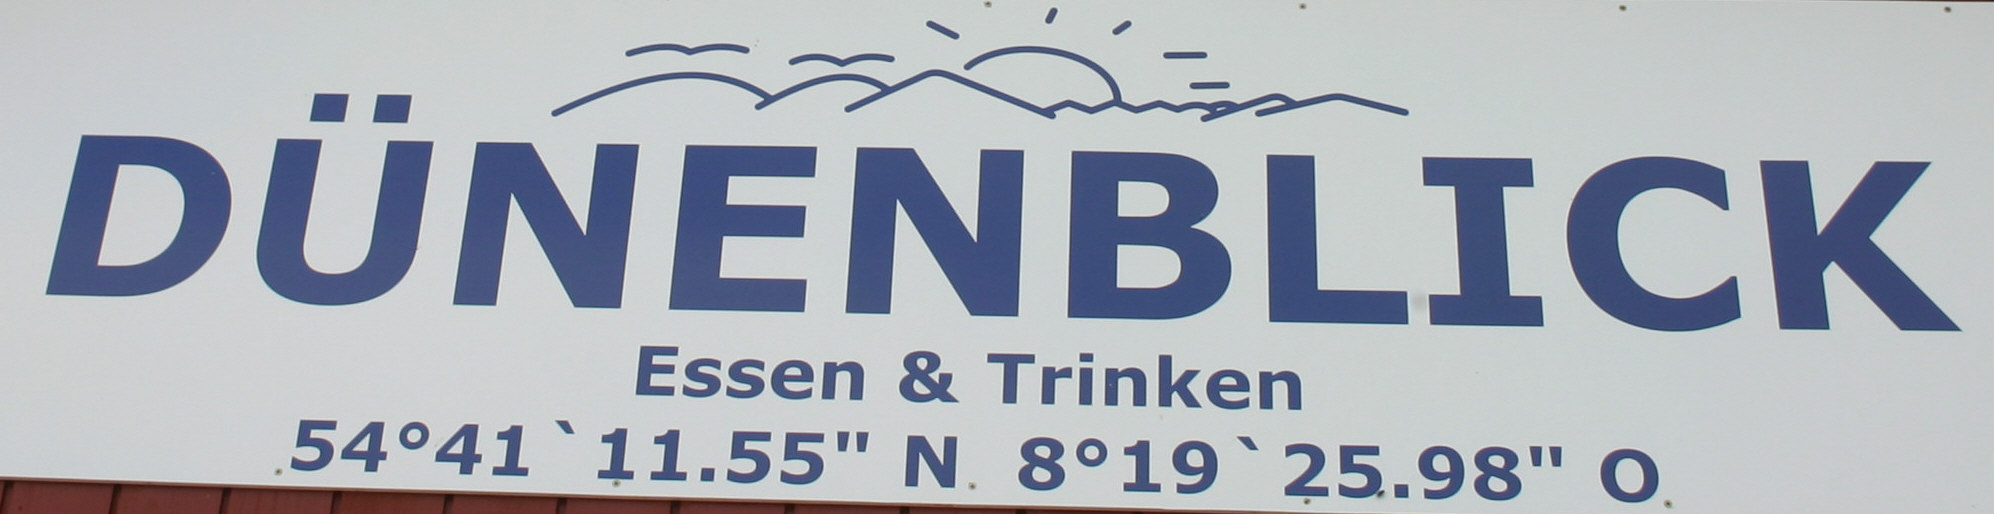 DÜNENBLICK
Essen & Trinken
54°41`11.55" N 8°19`25.98" O